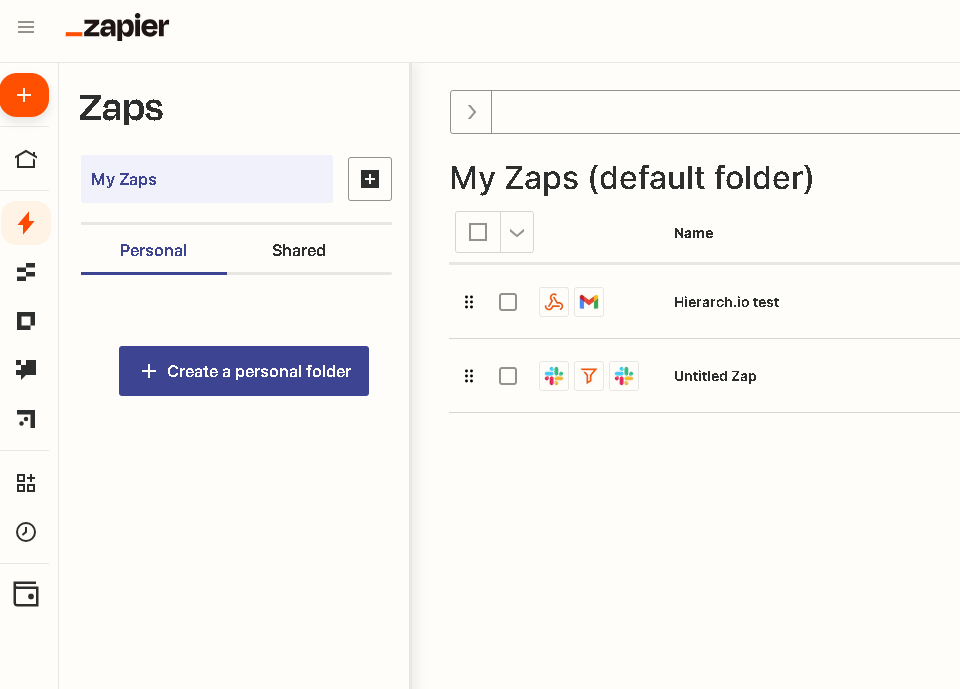 _zapier
Zaps
My Zaps
Personal
Shared
Create a personal folder
My Zaps (default folder)
Name
Hierarch.io test
Untitled Zap